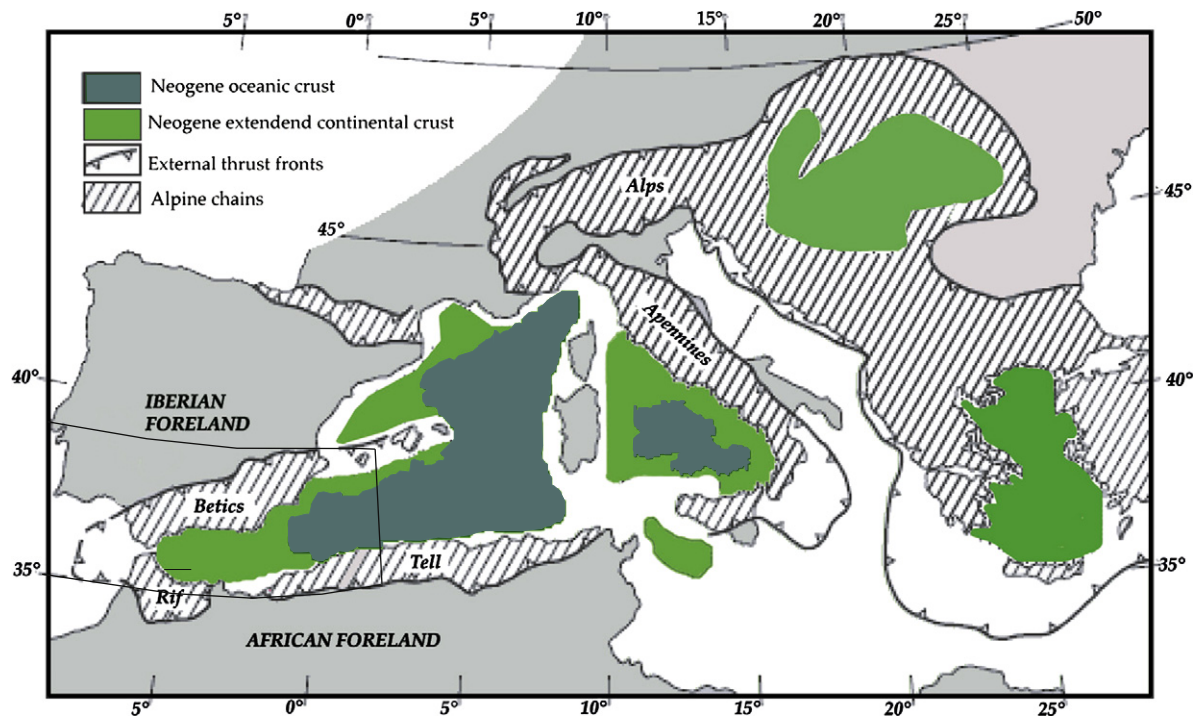 5° 0° 5° 10° 15° 20° 25° 50°
Neogene oceanic crust
Neogene extendend continental crust
External thrust fronts
Alpine chains
Alps
45°
45°
Apennines
40°
40°
IBERIAN
FORELAND
Betics
Tell
35°
35°
Rif
AFRICAN FORELAND
5° 0° 5° 10° 15° 20° 25°